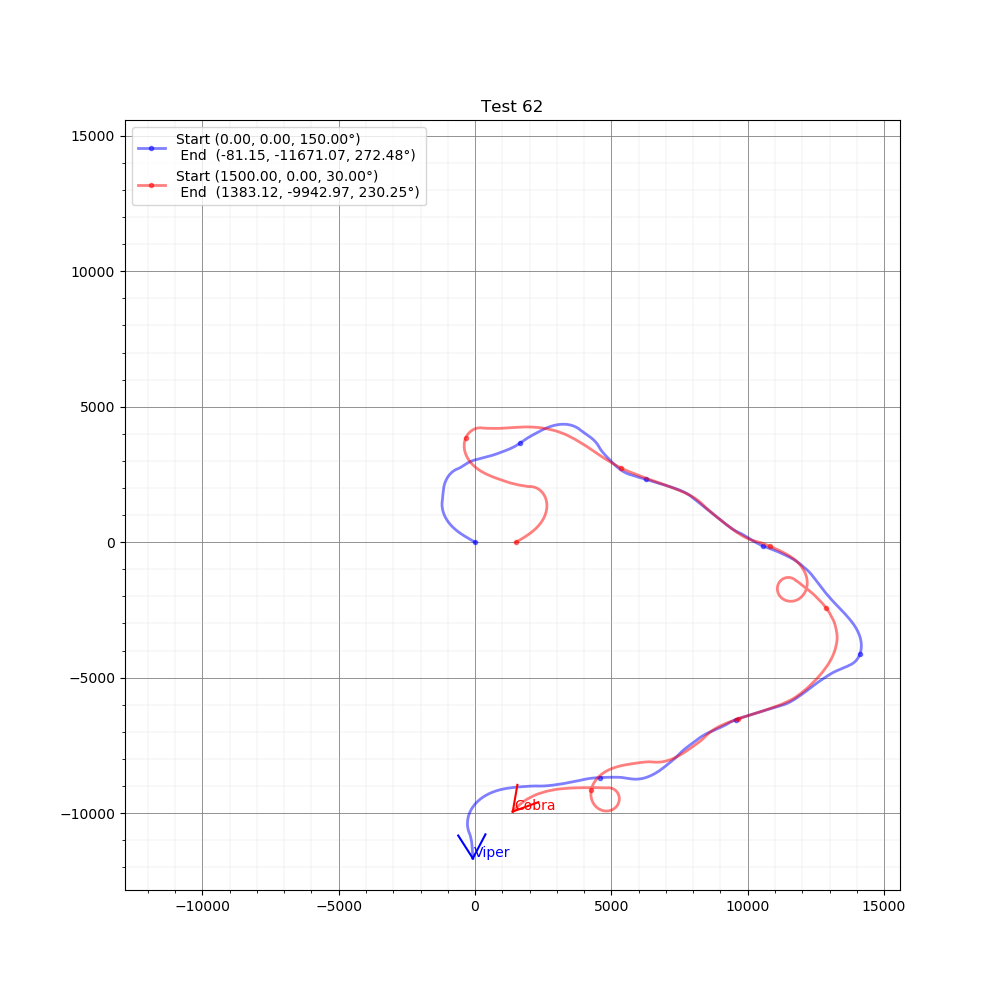 Test 62
Start (0.00, 0.00, 150.00°)
End (-81.15, -11671.07, 272.48°)
Start (1500.00, 0.00, 30.00°)
End (1383.12, -9942.97, 230.25°)
15000
10000
5000
0
−5000
−10000
Cobra
Viper
−10000 −5000 0 5000 10000 15000